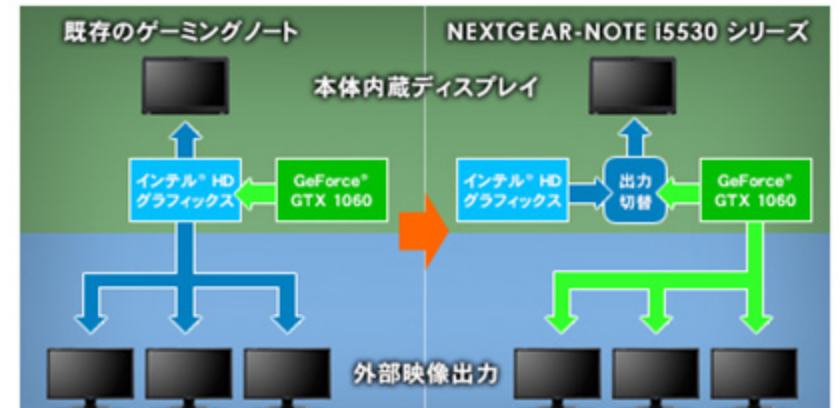 既存のゲーミングノート
NEXTGEAR-NOTE i5530 シリーズ
本体内蔵ディスプレイ
インテル® HD
グラフィックス
GeForce®
GTX 1060
インテル® HD
グラフィックス
出力
切替
GeForce®
GTX 1060
外部映像出力